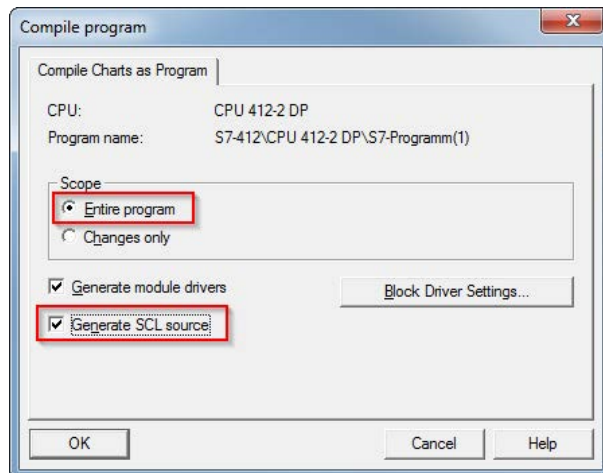 Compile program
Compile Charts as Program
CPU: CPU 412-2 DP
Program name: S7-412\CPU 412-2 DP\S7-Programm(1)
Scope
Entire program
Changes only
Generate module drivers
Block Driver Settings...
Generate SCL source
OK Cancel Help